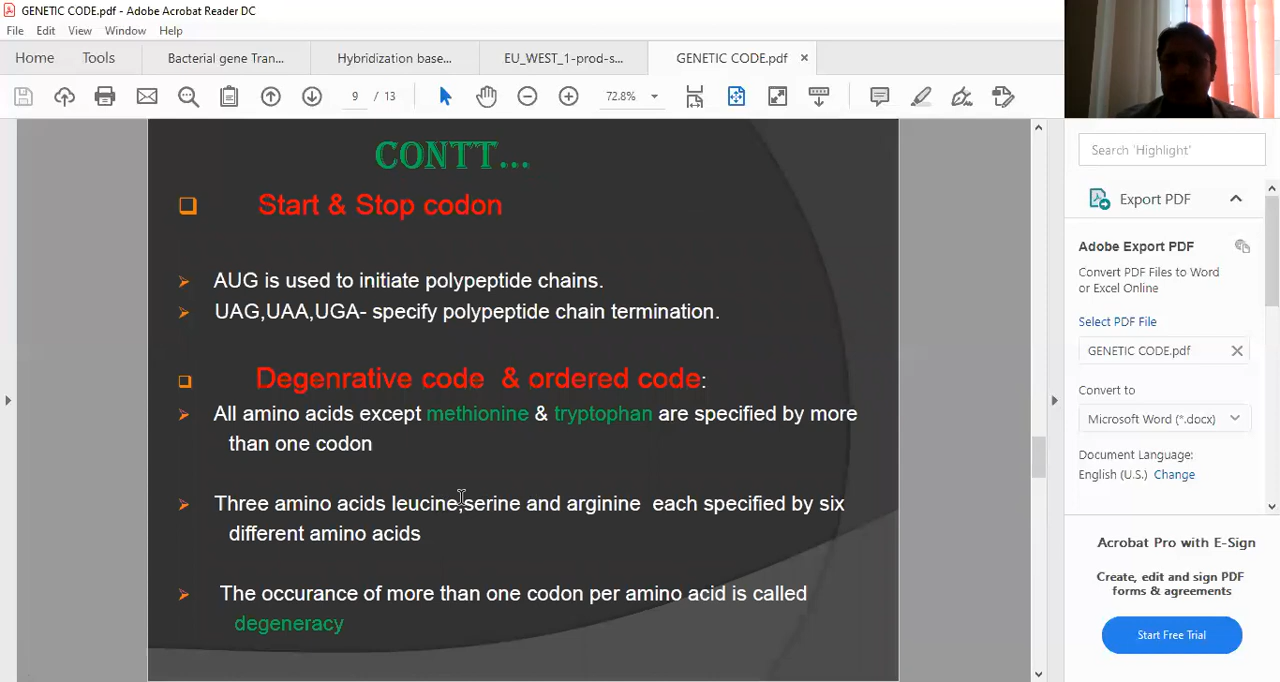 GENETIC CODE.pdf - Adobe Acrobat Reader DC
File Edit View Window Help
Home Tools Bacterial gene Tran... Hybridization base... EU_WEST_1-prod-s... GENETIC CODE.pdf ×
9 / 13 72.8%
CONTT...
Start & Stop codon
AUG is used to initiate polypeptide chains.
UAG,UAA,UGA- specify polypeptide chain termination.
Degenrative code & ordered code:
All amino acids except methionine & tryptophan are specified by more
than one codon
Three amino acids leucine,serine and arginine each specified by six
different amino acids
The occurance of more than one codon per amino acid is called
degeneracy
Search 'Highlight'
Export PDF
Adobe Export PDF
Convert PDF Files to Word
or Excel Online
Select PDF File
GENETIC CODE.pdf
Convert to
Microsoft Word (*.docx)
Document Language:
English (U.S.) Change
Acrobat Pro with E-Sign
Create, edit and sign PDF
forms & agreements
Start Free Trial